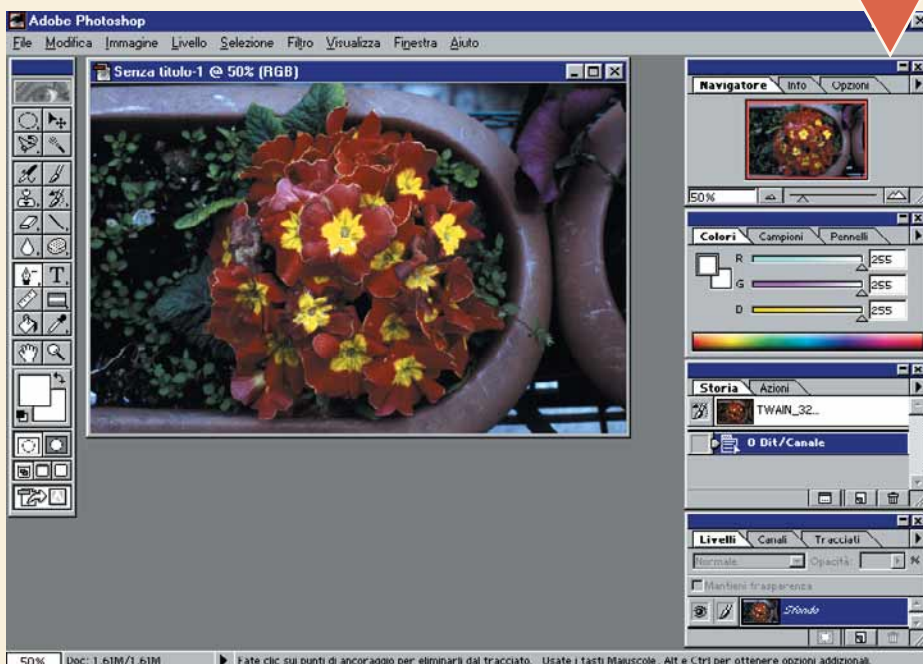 Adobe Photoshop
File Modifica Immagine Livello Selezione Filtro Visualizza Finestra Aiuto
Senza titolo-1 @ 50% (RGB)
Navigatore Info Opzioni
50%
Colori Campioni Pennelli
R 255
G 255
D 255
T
Storia Azioni
TWAIN_32...
0 Dit/Canale
Livelli Canali Tracciati
Normale Opacità: %
Mantieni trasparenza
Sfondo
50% Doc: 1.61M/1.61M Fate clic sui punti di ancoraggio per eliminarli dal tracciato. Usate i tasti Maiuscole, Alt e Ctrl per ottenere opzioni addizionali.